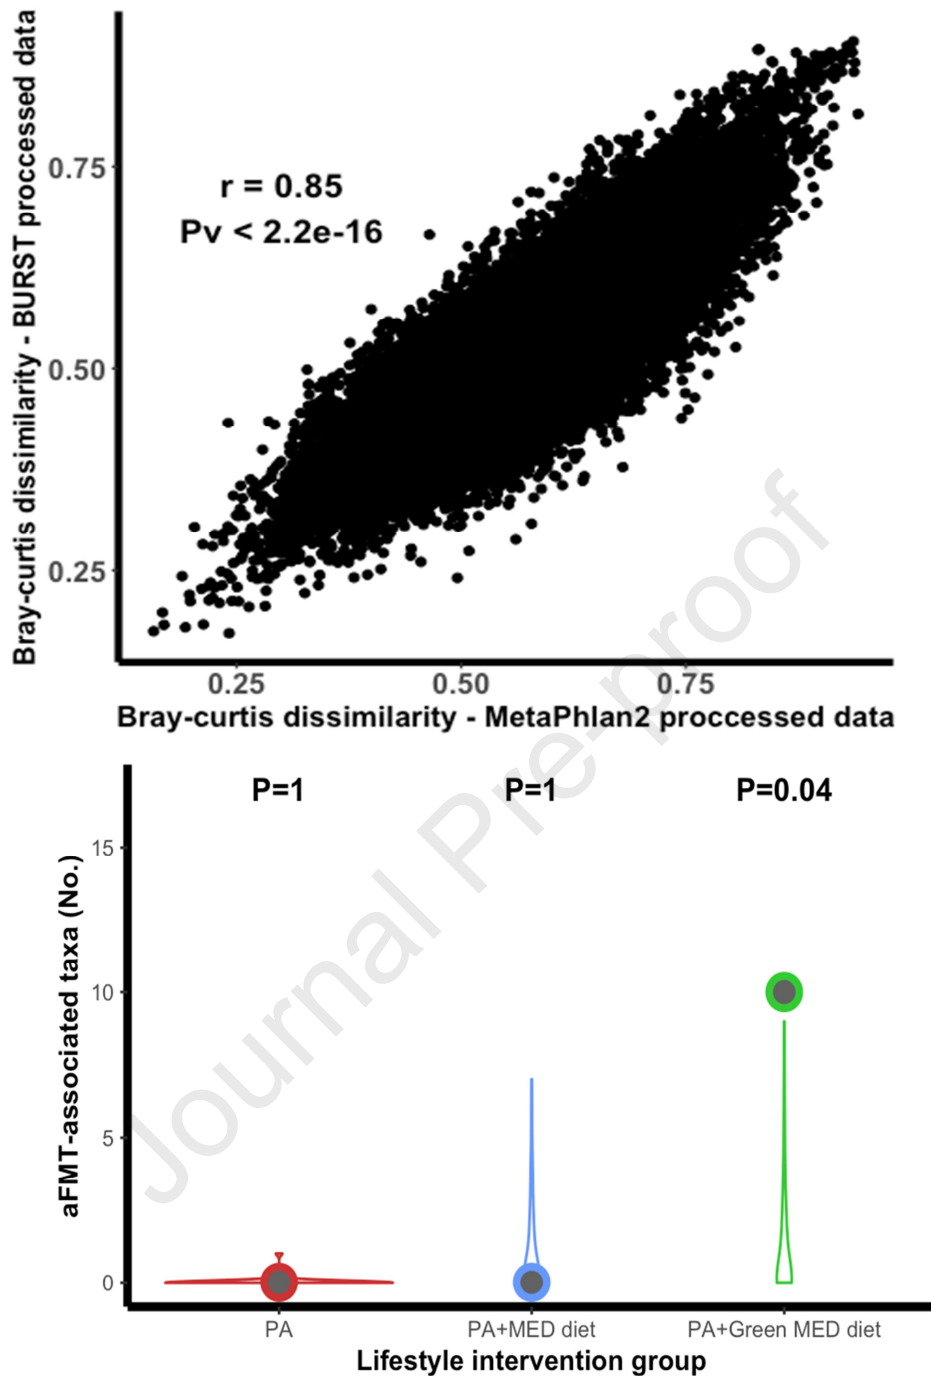 Bray-curtis dissimilarity - BURST proccessed data
0.75
0.50
0.25
r = 0.85
Pv < 2.2e-16
0.25 0.50 0.75
Bray-curtis dissimilarity - MetaPhlan2 proccessed data
Journal Pre-proof
P=1 P=1 P=0.04
aFMT-associated taxa (No.)
15
10
5
0
PA PA+MED diet PA+Green MED diet
Lifestyle intervention group